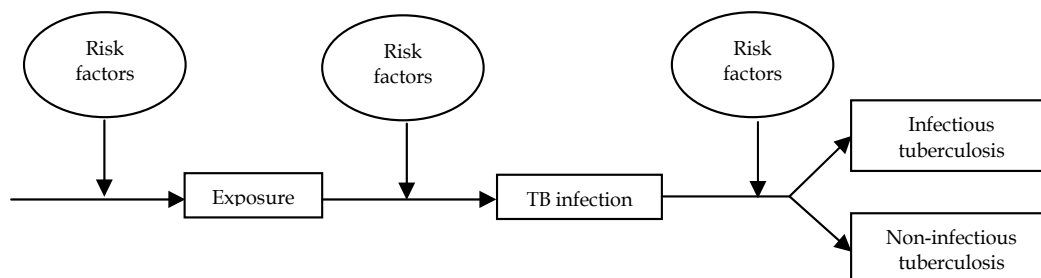 Risk
factors
Risk
factors
Risk
factors
Infectious
tuberculosis
Exposure
TB infection
Non-infectious
tuberculosis